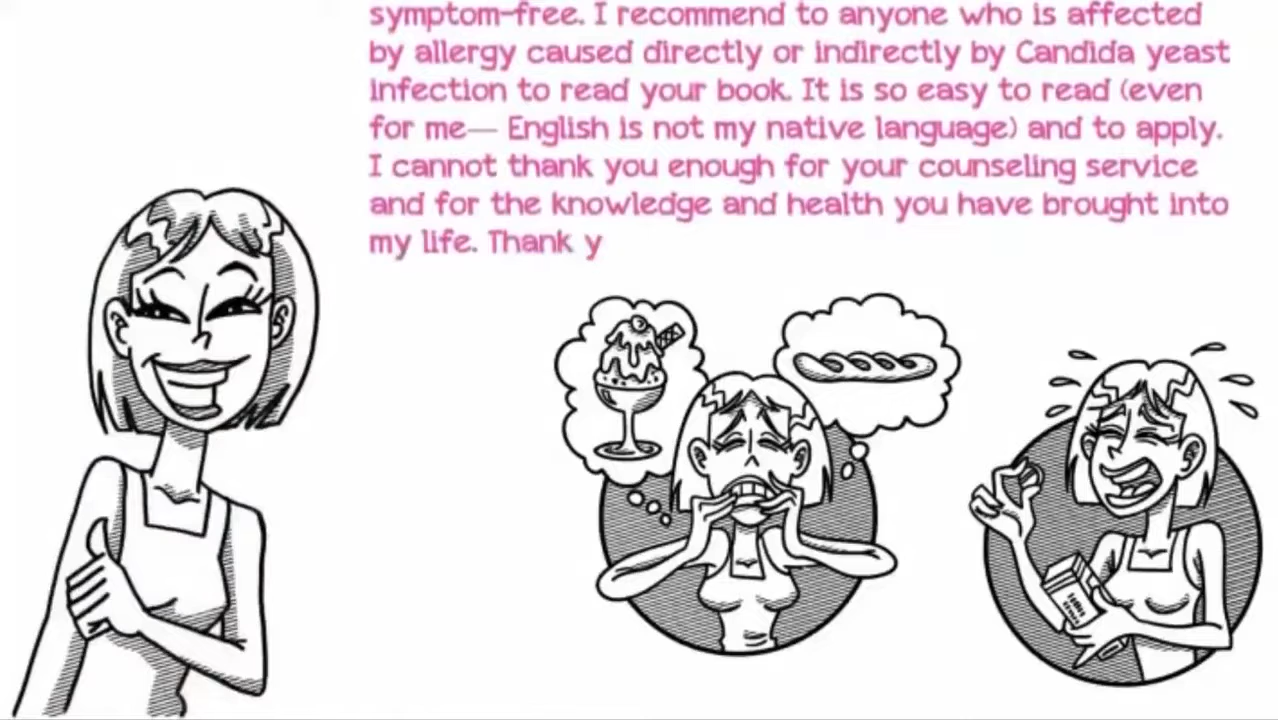 symptom-free. I recommend to anyone who is affected
by allergy caused directly or indirectly by Candida yeast
infection to read your book. It is so easy to read (even
for me— English is not my native language) and to apply.
I cannot thank you enough for your counseling service
and for the knowledge and health you have brought into
my life. Thank y